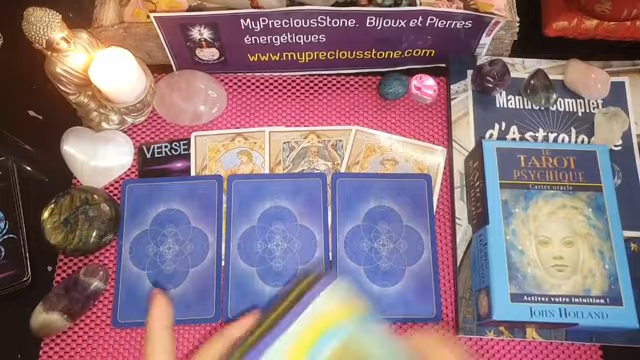 MyPreciousStone. Bijoux et Pierres
énergétiques
www.mypreciousstone.com
Manuel Complet
d'Astrolo
VERSE
LE
TAROT
PSYCHIQUE
Cartes oracle
Activez votre intuition !
JOHN HOLLAND